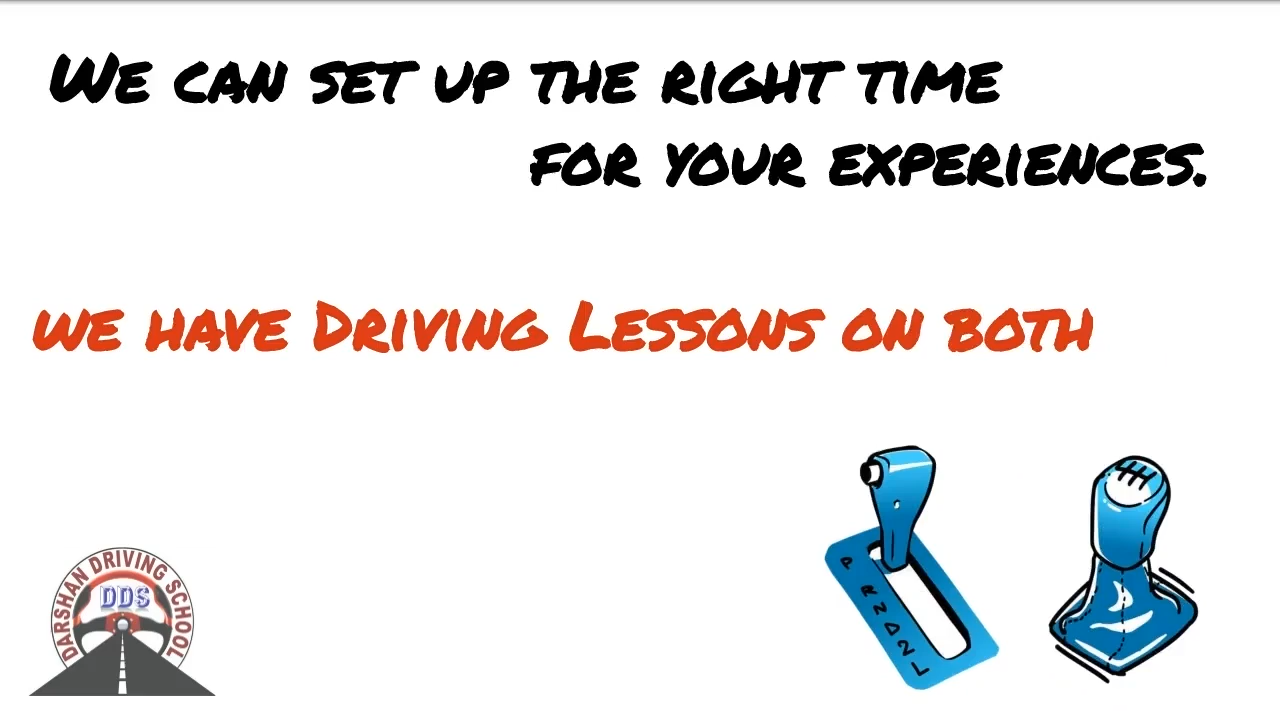 We can set up the right time
for your experiences.
we have Driving Lessons on both
P
R
N
D
2
L
DARSHAN DRIVING SCHOOL
DDS